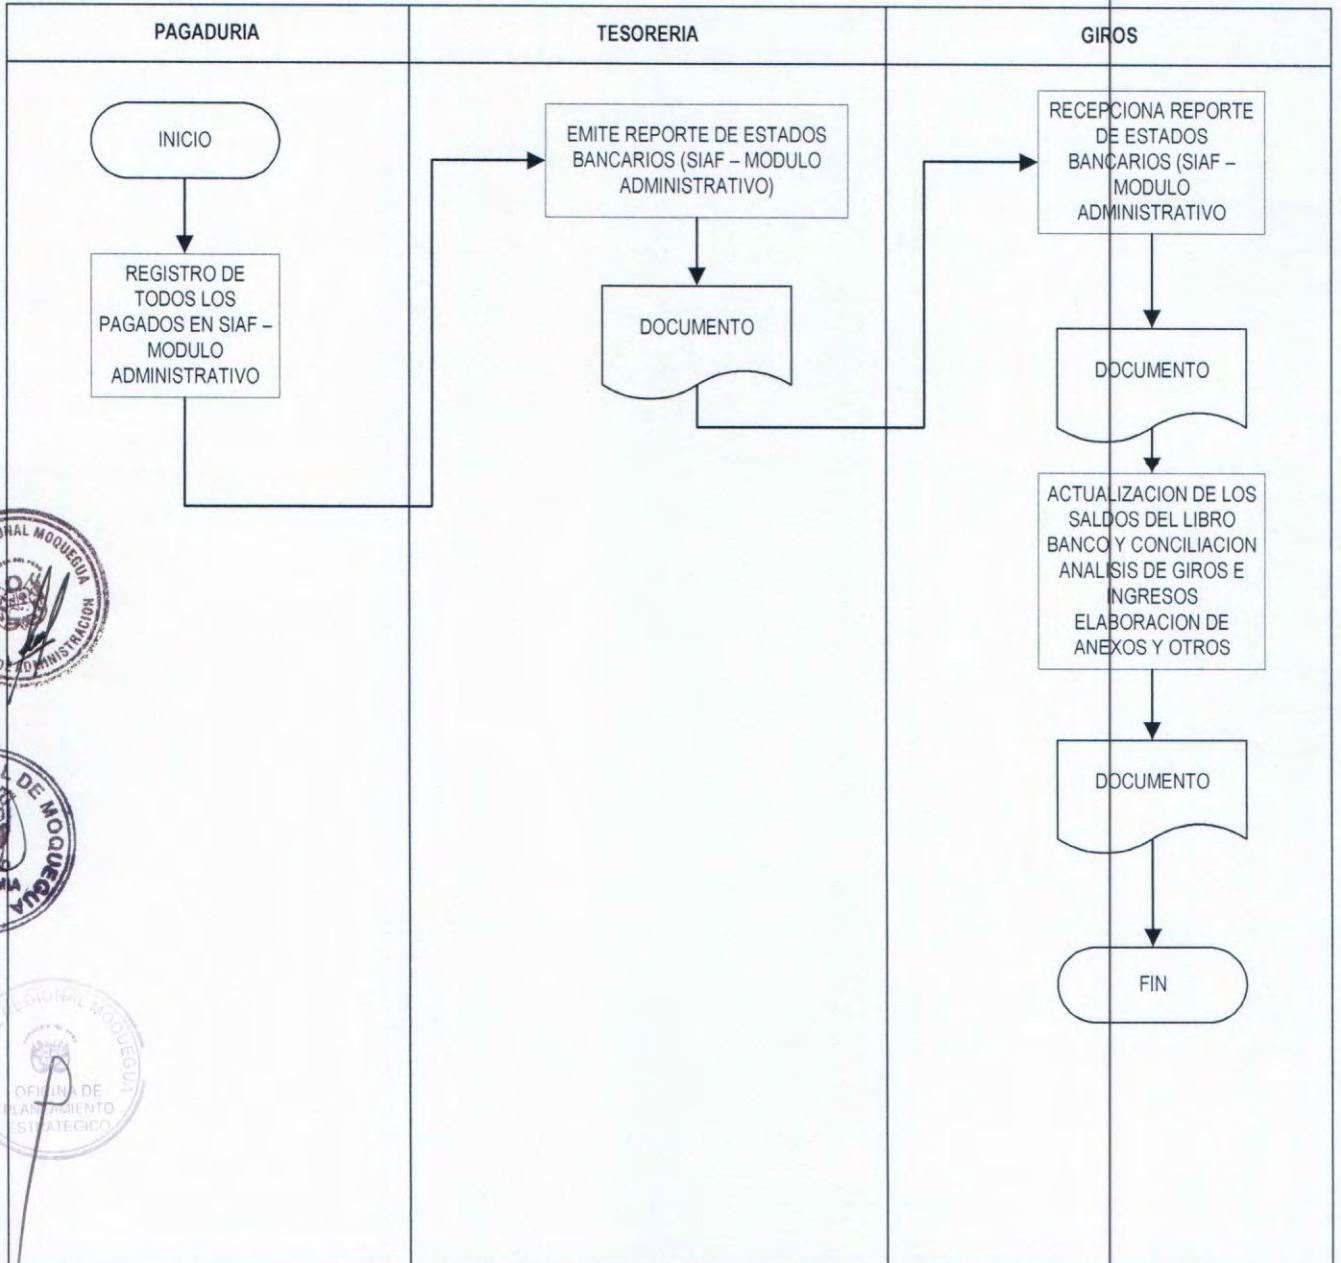 PAGADURIA
TESORERIA
GIROS
INICIO
REGISTRO DE
TODOS LOS
PAGADOS EN SIAF –
MODULO
ADMINISTRATIVO
EMITE REPORTE DE ESTADOS
BANCARIOS (SIAF – MODULO
ADMINISTRATIVO)
DOCUMENTO
RECEPCIONA REPORTE
DE ESTADOS
BANCARIOS (SIAF –
MODULO
ADMINISTRATIVO
DOCUMENTO
ACTUALIZACION DE LOS
SALDOS DEL LIBRO
BANCO Y CONCILIACION
ANALISIS DE GIROS E
INGRESOS
ELABORACION DE
ANEXOS Y OTROS
DOCUMENTO
FIN
MOQUEGUA
DE MOQUEGUA
REGIONAL MOQUEGUA
OFICINA DE
PLANEAMIENTO
ESTRATEGICO